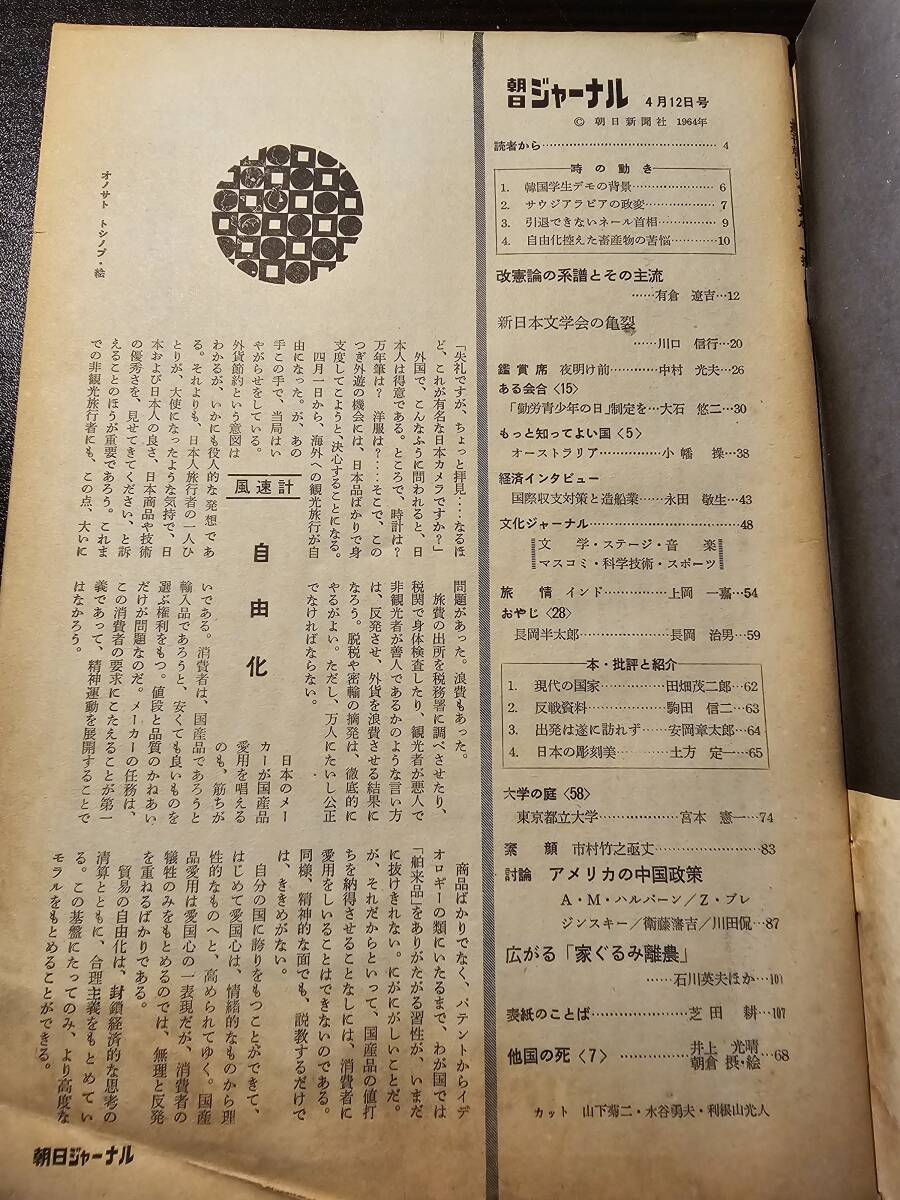 朝日ジャーナル 4月12日号
© 朝日新聞社 1964年
読者から……………………………………4
時の動き
1. 韓国学生デモの背景………………6
2. サウジアラビアの政変……………7
3. 引退できないネール首相…………9
4. 自由化控えた畜産物の苦悩………10
改憲論の系譜とその主流
……有倉 遼吉…12
新日本文学会の亀裂
……川口 信行…20
鑑賞席 夜明け前…………中村 光夫…26
ある会合〈15〉
「勤労青少年の日」制定を…大石 悠二…30
もっと知ってよい国〈5〉
オーストラリア……………小幡 操…38
経済インタビュー
国際収支対策と造船業……永田 敬生…43
文化ジャーナル……………………………48
文学・ステージ・音楽
マスコミ・科学技術・スポーツ
旅情 インド………………上岡 一嘉…54
おやじ〈28〉
長岡半太郎…………………長岡 治男…59
本・批評と紹介
1. 現代の国家…………田畑茂二郎…62
2. 反戦資料……………駒田 信二…63
3. 出発は遂に訪れず……安岡章太郎…64
4. 日本の彫刻美…………土方 定一…65
大学の庭〈58〉
東京都立大学………………宮本 憲一…74
素顔 市村竹之亟丈………………………83
討論 アメリカの中国政策
A・M・ハルパーン/Z・ブレ
ジンスキー/衛藤瀋吉/川田侃…87
広がる「家ぐるみ離農」
……石川英夫ほか…101
表紙のことば………………芝田 耕…107
他国の死〈7〉……………井上 光晴
朝倉 摂・絵…68
カット 山下菊二・水谷勇夫・利根山光人
オノサト トシノブ・絵
風速計
自由化
「失礼ですが、ちょっと拝見…なるほ
ど、これが有名な日本カメラですか?」
外国で、こんなふうに問われると、日
本人は得意である。ところで、時計は?
万年筆は? 洋服は?……そこで、この
つぎ外遊の機会には、日本品ばかりで身
支度してこようと、決心することになる。
四月一日から、海外への観光旅行が自
由になった。が、あの
手この手で、当局はい
やがらせをしている。
外貨節約という意図は
わかるが、いかにも役人的な発想であ
る。それよりも、日本人旅行者の一人ひ
とりが、大使になったような気持で、日
本および日本人の良さ、日本商品や技術
の優秀さを、見せてきてください、と訴
えることのほうが重要であろう。これま
での非観光旅行者にも、この点、大いに
問題があった。浪費もあった。
旅費の出所を税務署に調べさせたり、
税関で身体検査したり、観光者が悪人で
非観光者が善人であるかのような言い方
は、反発させ、外貨を浪費させる結果に
なろう。脱税や密輸の摘発は、徹底的に
やるがよい。ただし、万人にたいし公正
でなければならない。
日本のメー
カーが国産品
愛用を唱える
のも、筋ちが
いである。消費者は、国産品であろうと
輸入品であろうと、安くても良いものを
選ぶ権利をもつ。値段と品質のかねあい
だけが問題なのだ。メーカーの任務は、
この消費者の要求にこたえることが第一
義であって、精神運動を展開することで
はなかろう。
商品ばかりでなく、パテントからイデ
オロギーの類にいたるまで、わが国では
「舶来品」をありがたがる習性が、いまだ
に抜けきれない。にがにがしいことだ。
が、それだからといって、国産品の値打
ちを納得させることなしには、消費者に
愛用をしいることはできないのである。
同様、精神的な面でも、説教するだけで
は、ききめがない。
自分の国に誇りをもつことができて、
はじめて愛国心は、情緒的なものから理
性的なものへと、高められてゆく。国産
品愛用は愛国心の一表現だが、消費者の
犠牲のみをもとめるのでは、無理と反発
を重ねるばかりである。
貿易の自由化は、封鎖経済的な思考の
清算とともに、合理主義をもとめてい
る。この基盤にたってのみ、より高度な
モラルをもとめることができる。
朝日ジャーナル